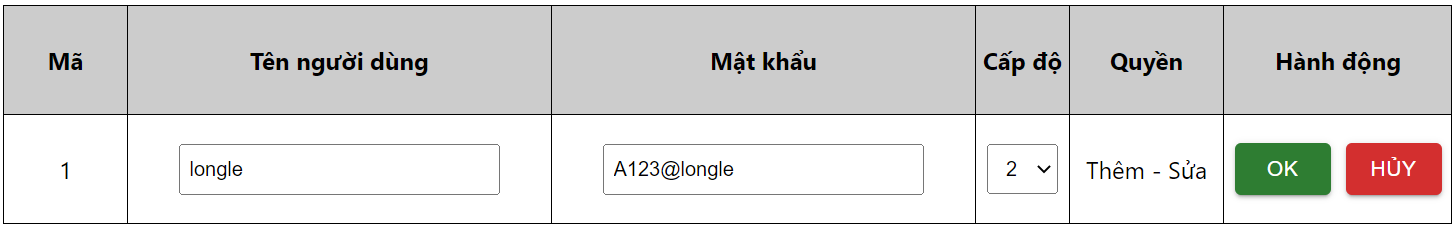 Mã Tên người dùng Mật khẩu Cấp độ Quyền Hành động
1 longle A123@longle 2 Thêm - Sửa OK HỦY